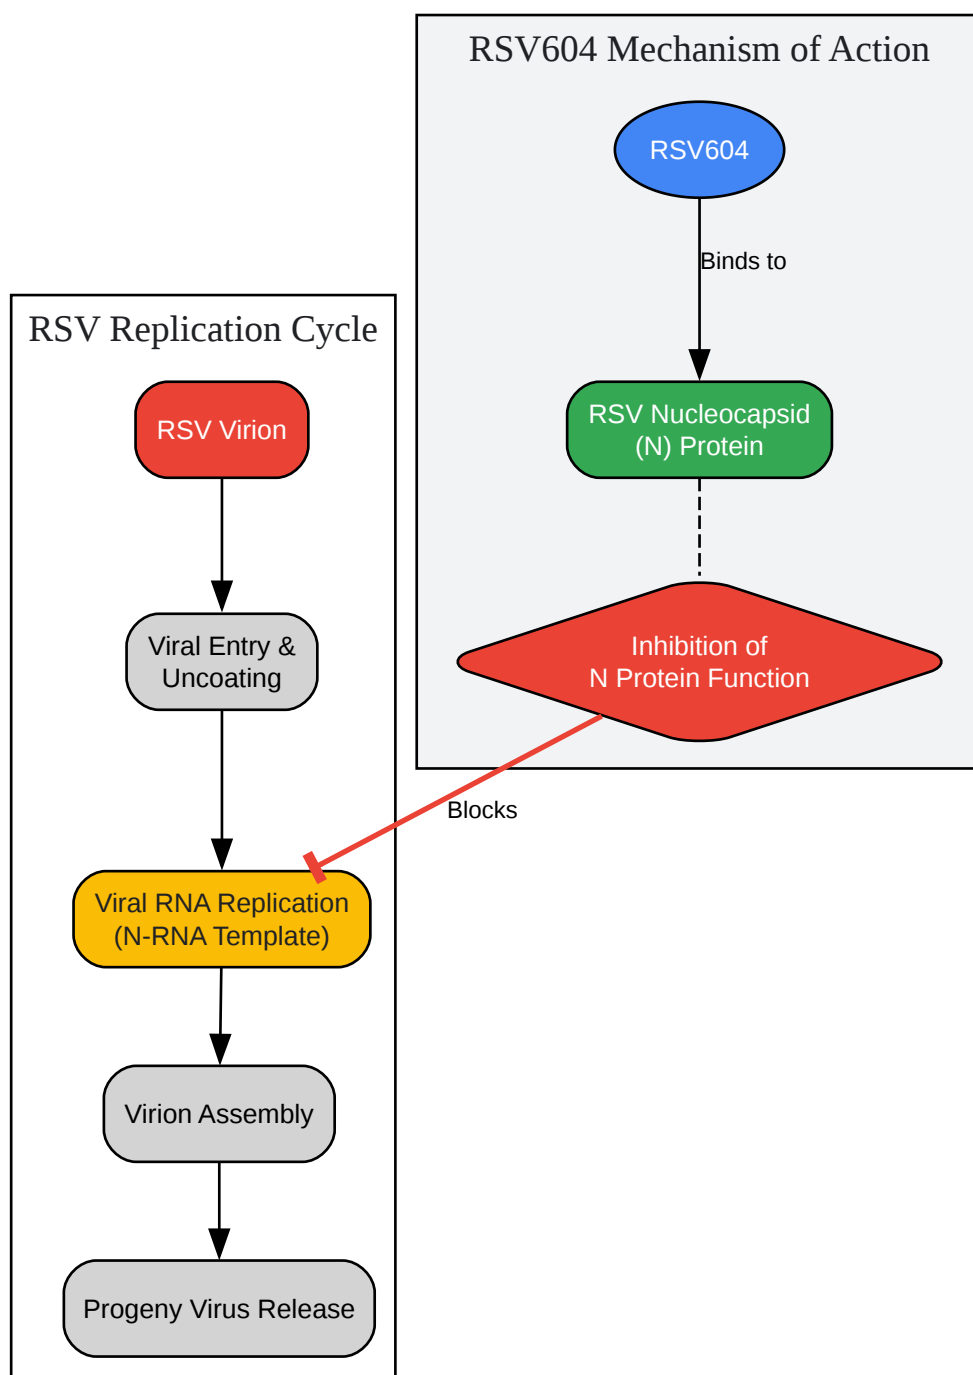 RSV604 Mechanism of Action
RSV604
Binds to
RSV Nucleocapsid
(N) Protein
Inhibition of
N Protein Function
Blocks
RSV Replication Cycle
RSV Virion
Viral Entry &
Uncoating
Viral RNA Replication
(N-RNA Template)
Virion Assembly
Progeny Virus Release